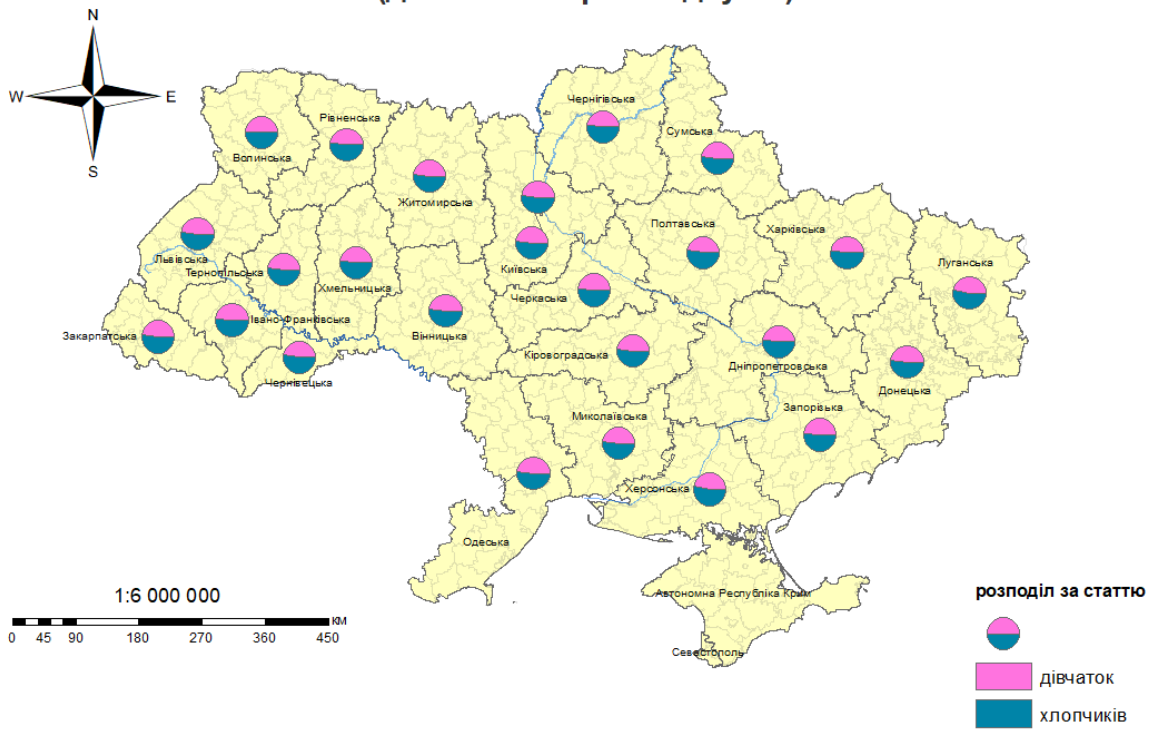 N
W
E
S
Чернігівська
Рівненська
Сумська
Волинська
Житомирська
Полтавська
Харківська
Львівська
Тернопільська
Київська
Луганська
Хмельницька
Черкаська
Івано-Франківська
Закарпатська
Вінницька
Кіровоградська
Дніпропетровська
Чернівецька
Донецька
Запорізька
Миколаївська
Херсонська
Одеська
Автономна Республіка Крим
Севастополь
1:6 000 000
км
0 45 90 180 270 360 450
розподіл за статтю
дівчаток
хлопчиків